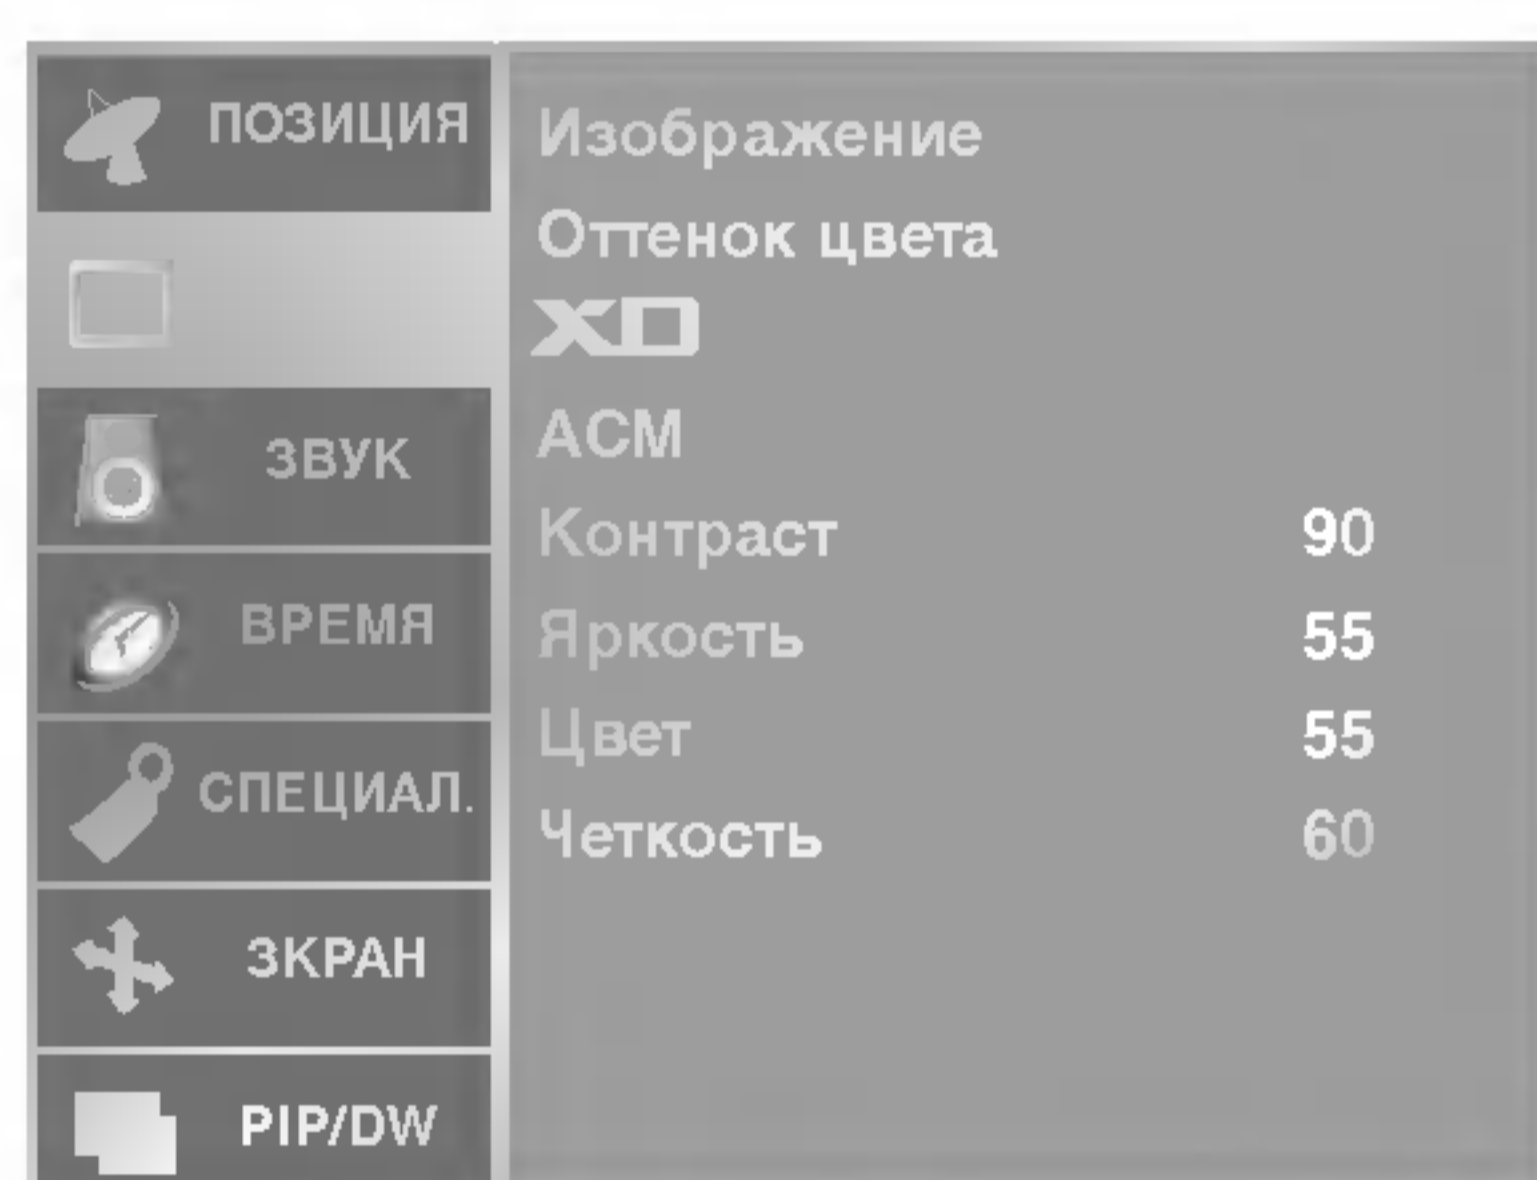 ПОЗИЦИЯ
ЗВУК
ВРЕМЯ
СПЕЦИАЛ.
ЗКРАН
PIP/DW
Изображение
Оттенок цвета
XD
ACM
Контраст 90
Яркость 55
Цвет 55
Четкость 60